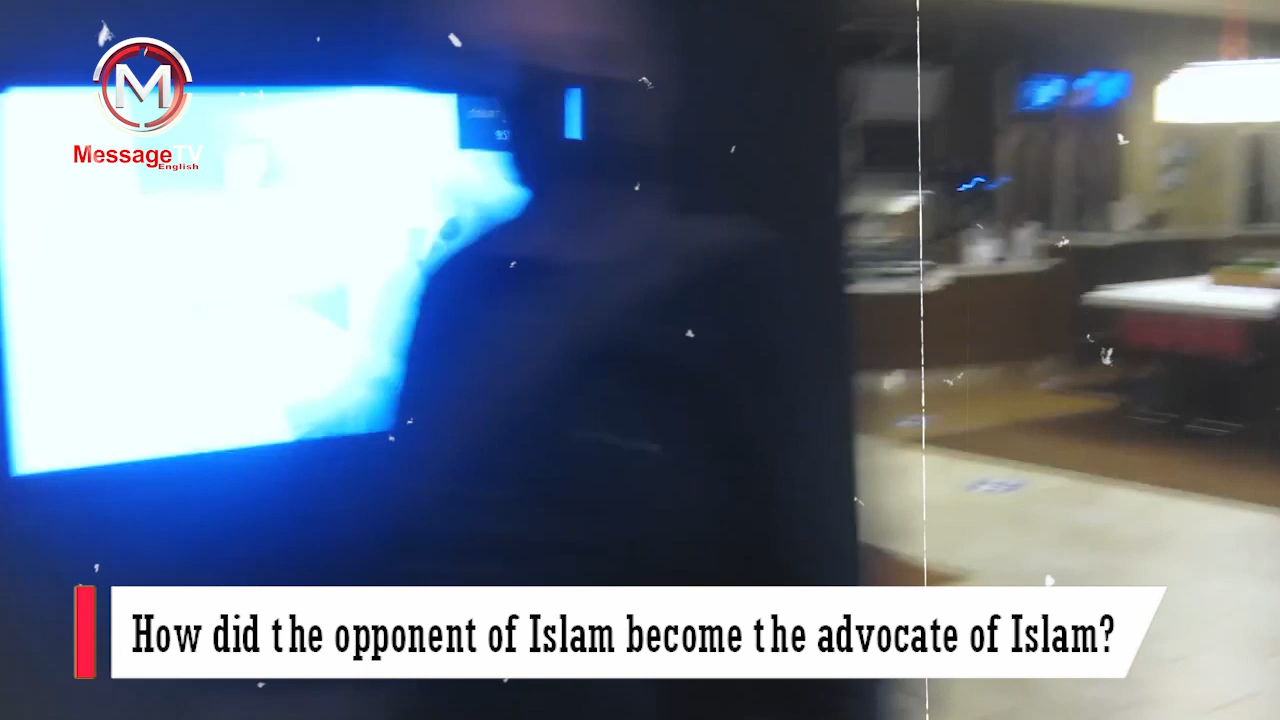 M
MessageTV
English
How did the opponent of Islam become the advocate of Islam?